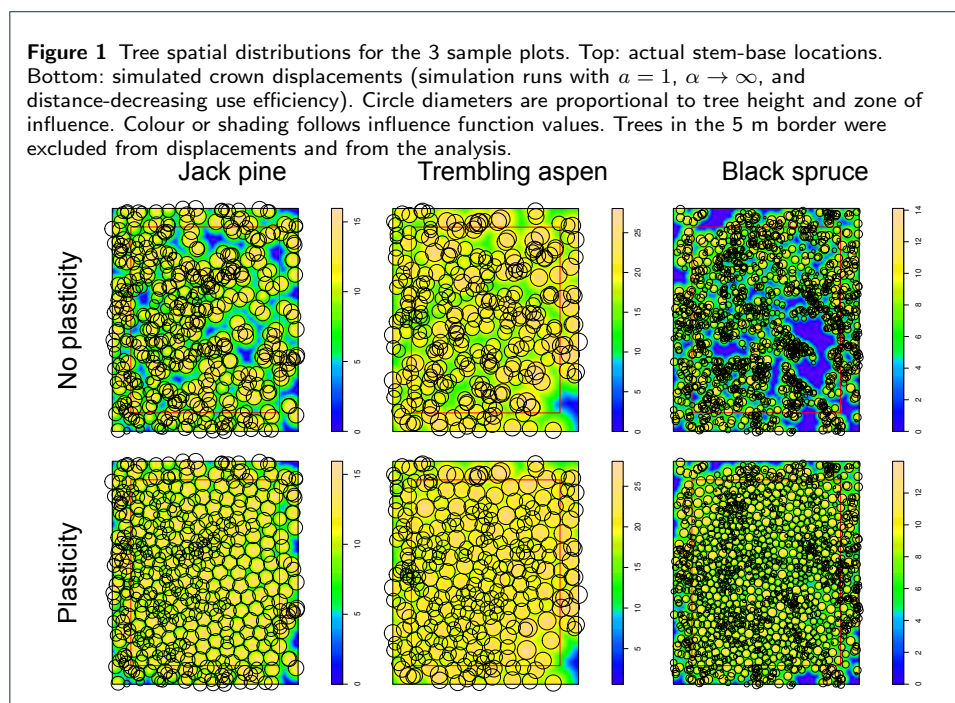 Figure 1 Tree spatial distributions for the 3 sample plots. Top: actual stem-base locations.
Bottom: simulated crown displacements (simulation runs with a = 1, α → ∞, and
distance-decreasing use efficiency). Circle diameters are proportional to tree height and zone of
influence. Colour or shading follows influence function values. Trees in the 5 m border were
excluded from displacements and from the analysis.
Jack pine Trembling aspen Black spruce
No plasticity
0 5 10 15
0 5 10 15 20 25
0 2 4 6 8 10 12 14
Plasticity
0 5 10 15
0 5 10 15 20 25
0 2 4 6 8 10 12